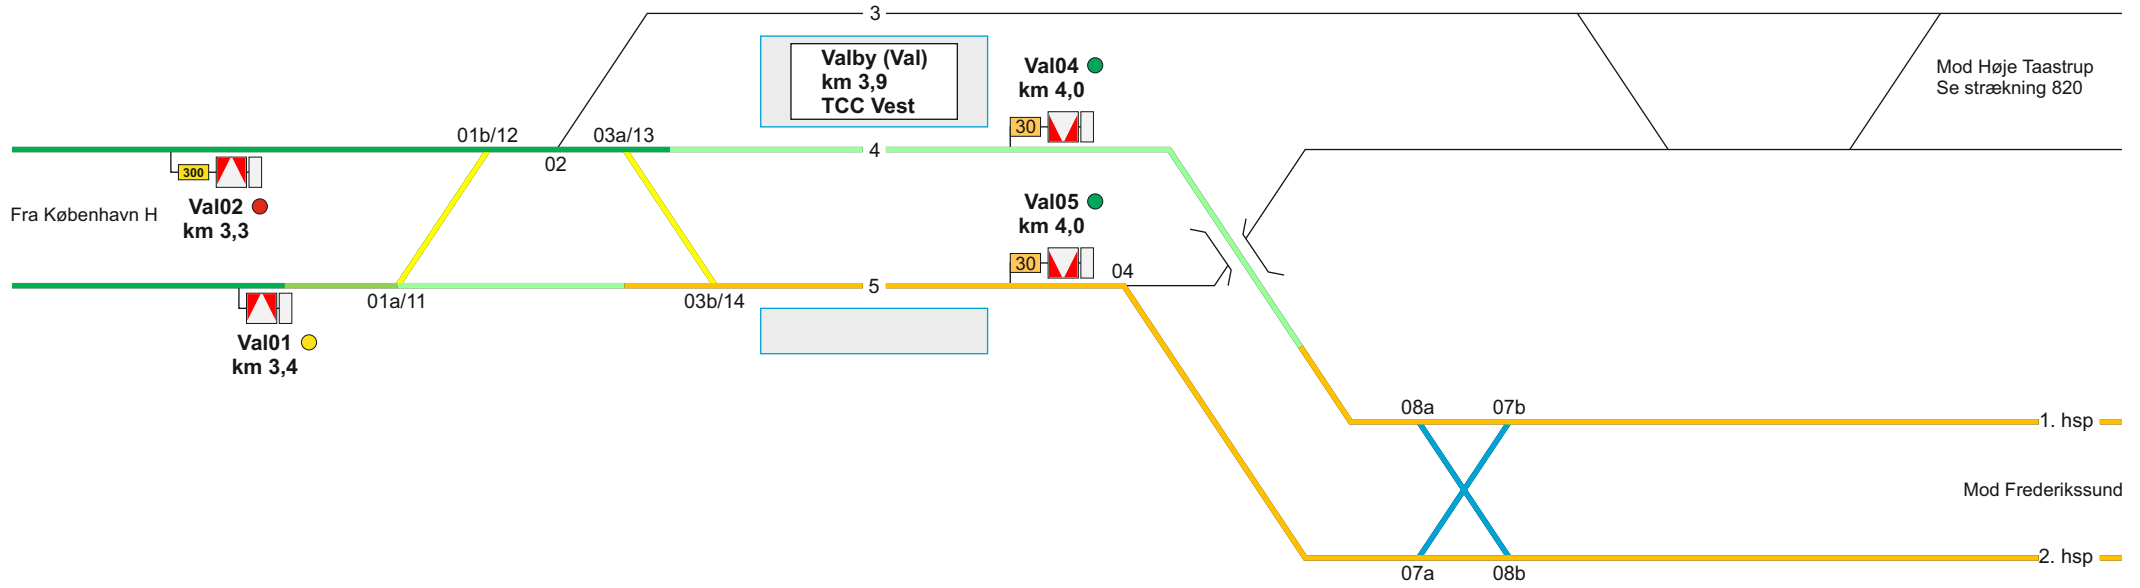 3
Valby (Val)
km 3,9
TCC Vest
Val04
km 4,0
30
Mod Høje Taastrup
Se strækning 820
01b/12
02
03a/13
4
300
Val02
km 3,3
Fra København H
Val05
km 4,0
30
04
01a/11
03b/14
5
Val01
km 3,4
08a
07b
1. hsp
Mod Frederikssund
2. hsp
07a
08b